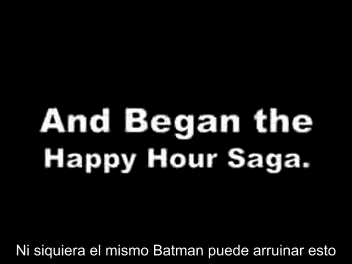 And Began the
Happy Hour Saga.
Ni siquiera el mismo Batman puede arruinar esto